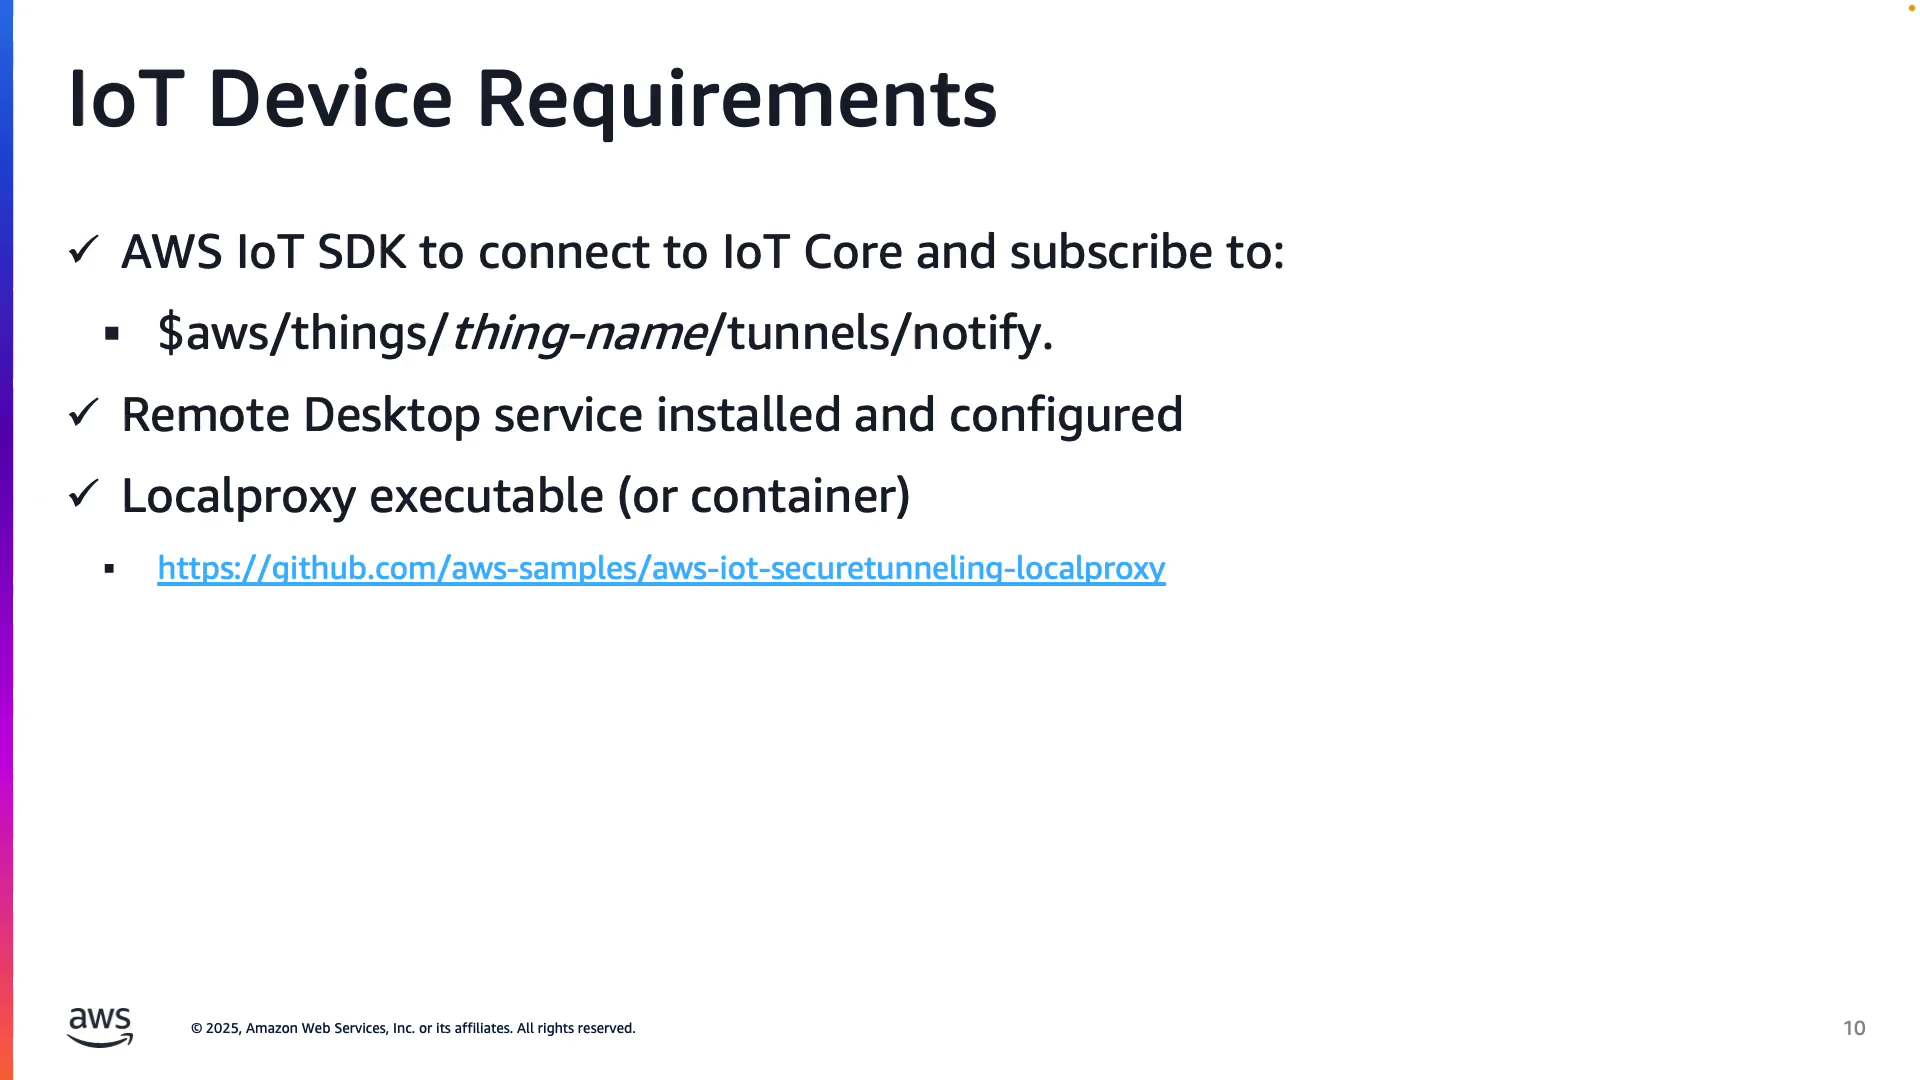 IoT Device Requirements
✓ AWS IoT SDK to connect to IoT Core and subscribe to:
▪ $aws/things/thing-name/tunnels/notify.
✓ Remote Desktop service installed and configured
✓ Localproxy executable (or container)
▪ https://github.com/aws-samples/aws-iot-securetunneling-localproxy
aws
© 2025, Amazon Web Services, Inc. or its affiliates. All rights reserved.
10